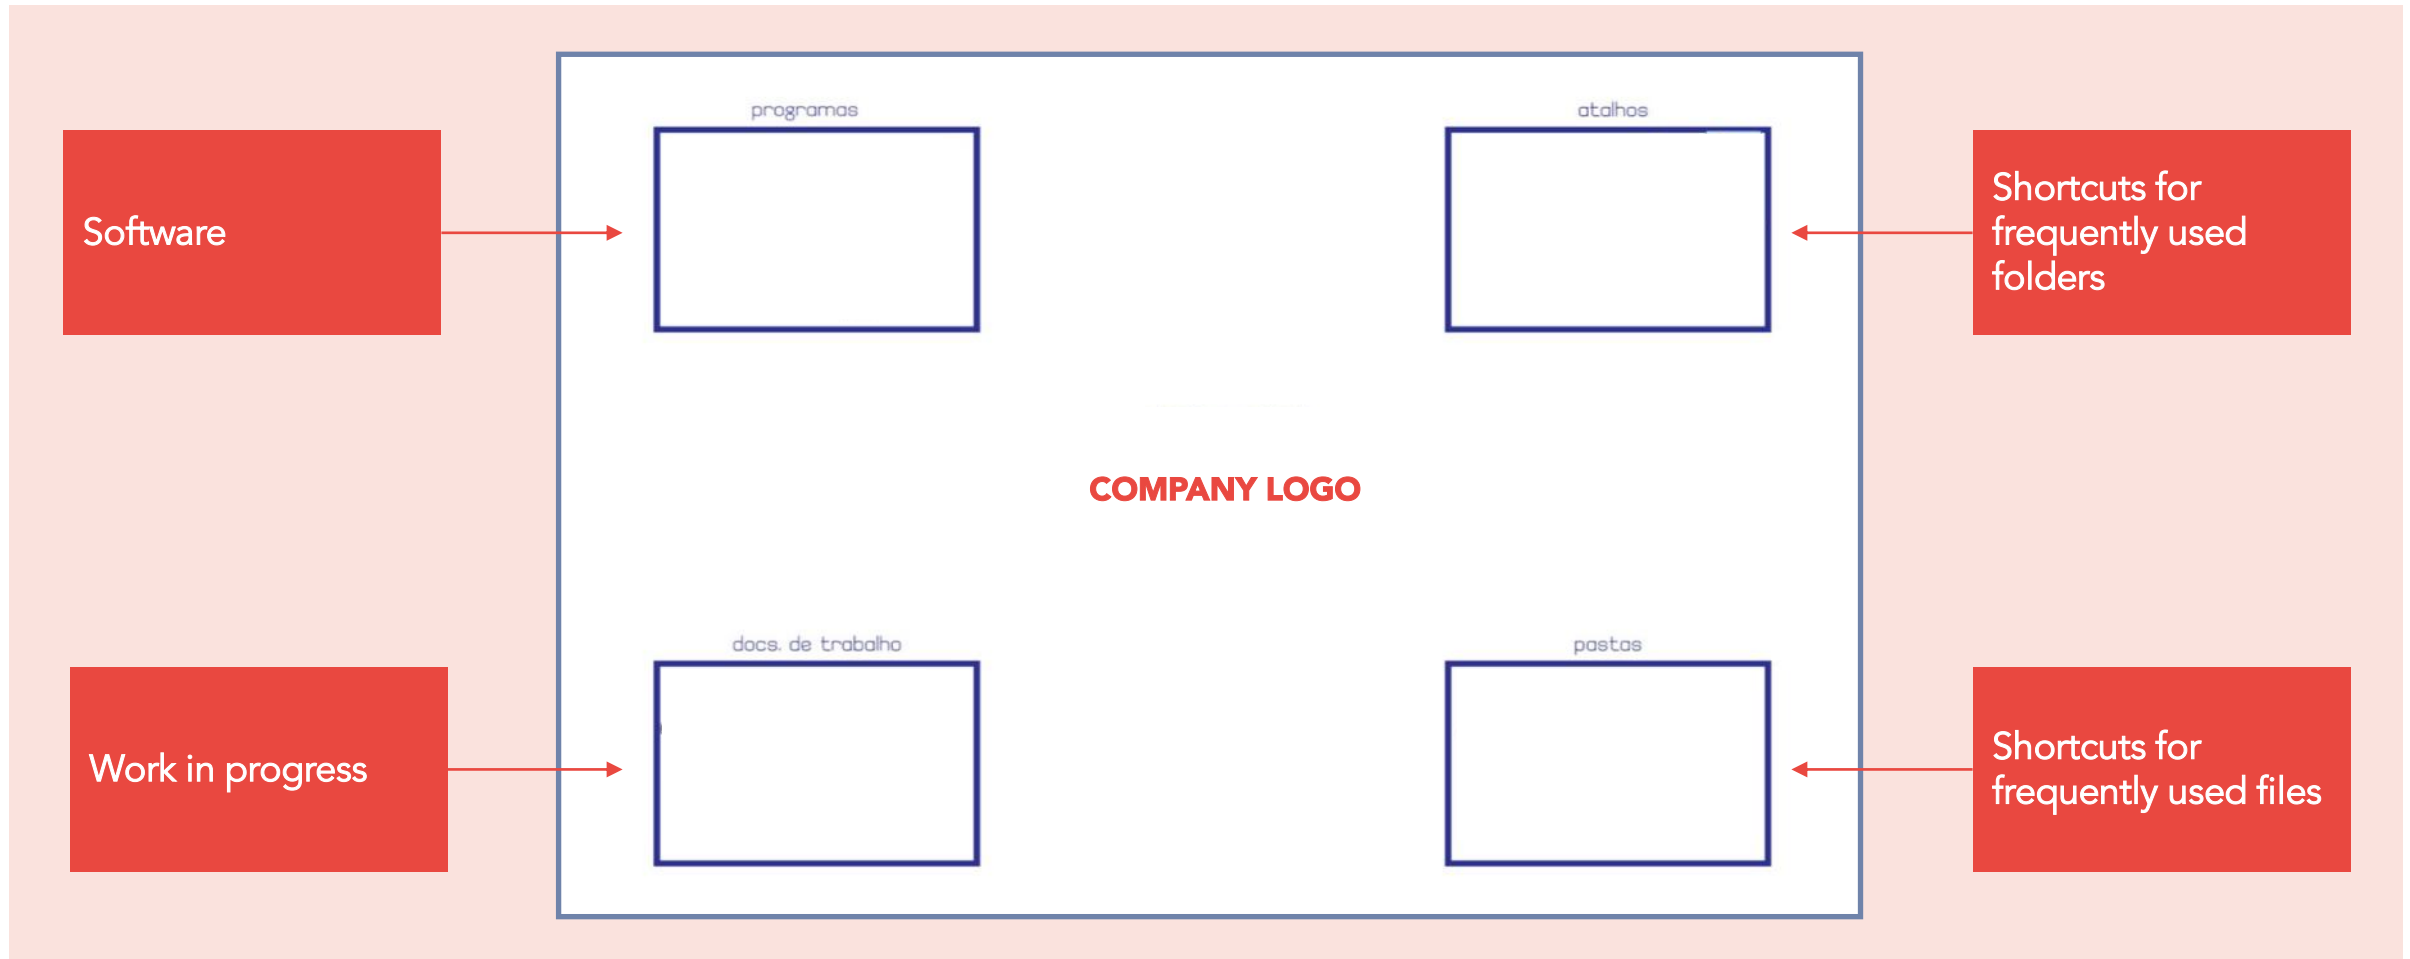 programas
atalhos
Software
Shortcuts for
frequently used
folders
COMPANY LOGO
docs. de trabalho
pastas
Work in progress
Shortcuts for
frequently used files